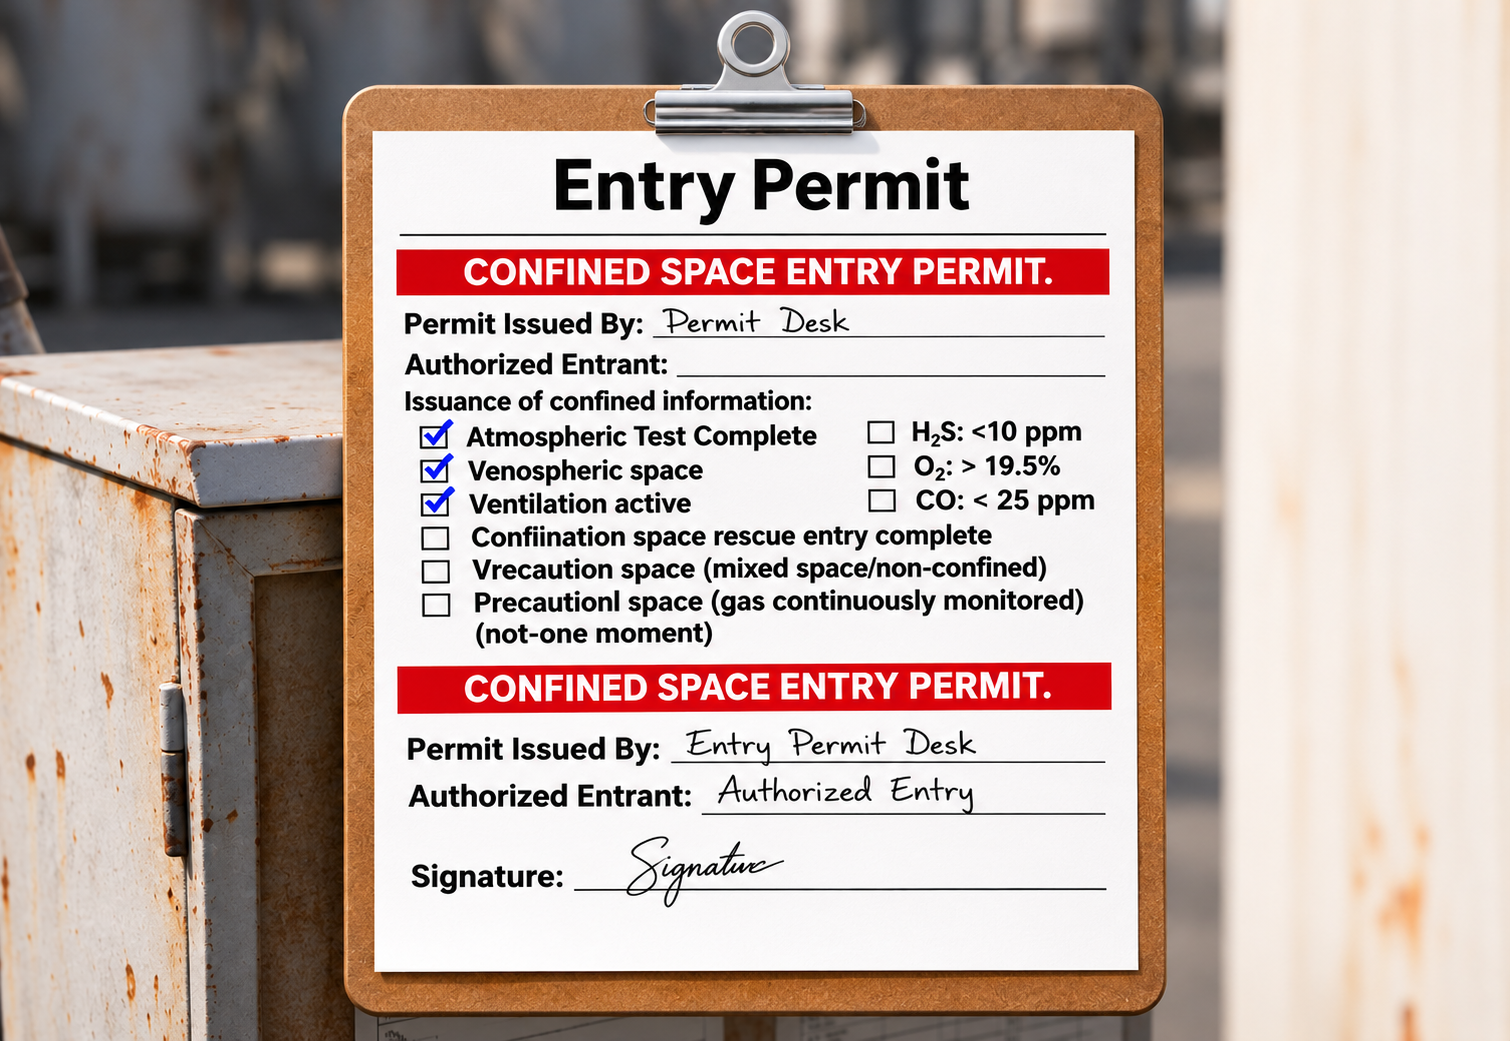 Entry Permit
CONFINED SPACE ENTRY PERMIT.
Permit Issued By: Permit Desk
Authorized Entrant:
Issuance of confined information:
Atmospheric Test Complete
H₂S: <10 ppm
Venospheric space
O₂: > 19.5%
Ventilation active
CO: < 25 ppm
Confiination space rescue entry complete
Vrecaution space (mixed space/non-confined)
Precautionl space (gas continuously monitored)
(not-one moment)
CONFINED SPACE ENTRY PERMIT.
Permit Issued By: Entry Permit Desk
Authorized Entrant: Authorized Entry
Signature: Signature